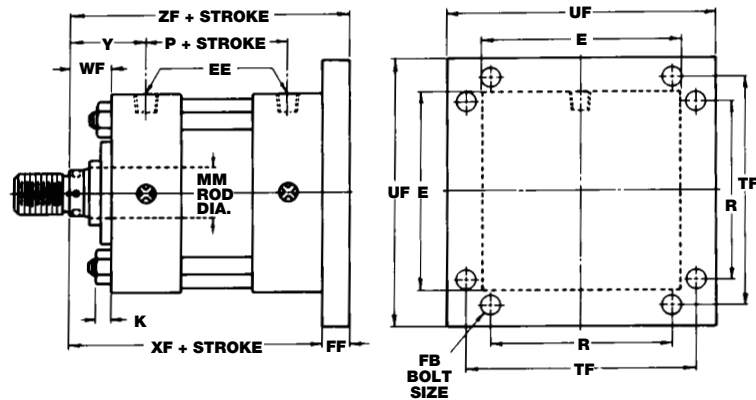 ZF + STROKE
Y
P + STROKE
WF
EE
MM
ROD
DIA.
K
XF + STROKE
FF
UF
E
UF
E
R
TF
FB
BOLT
SIZE
R
TF